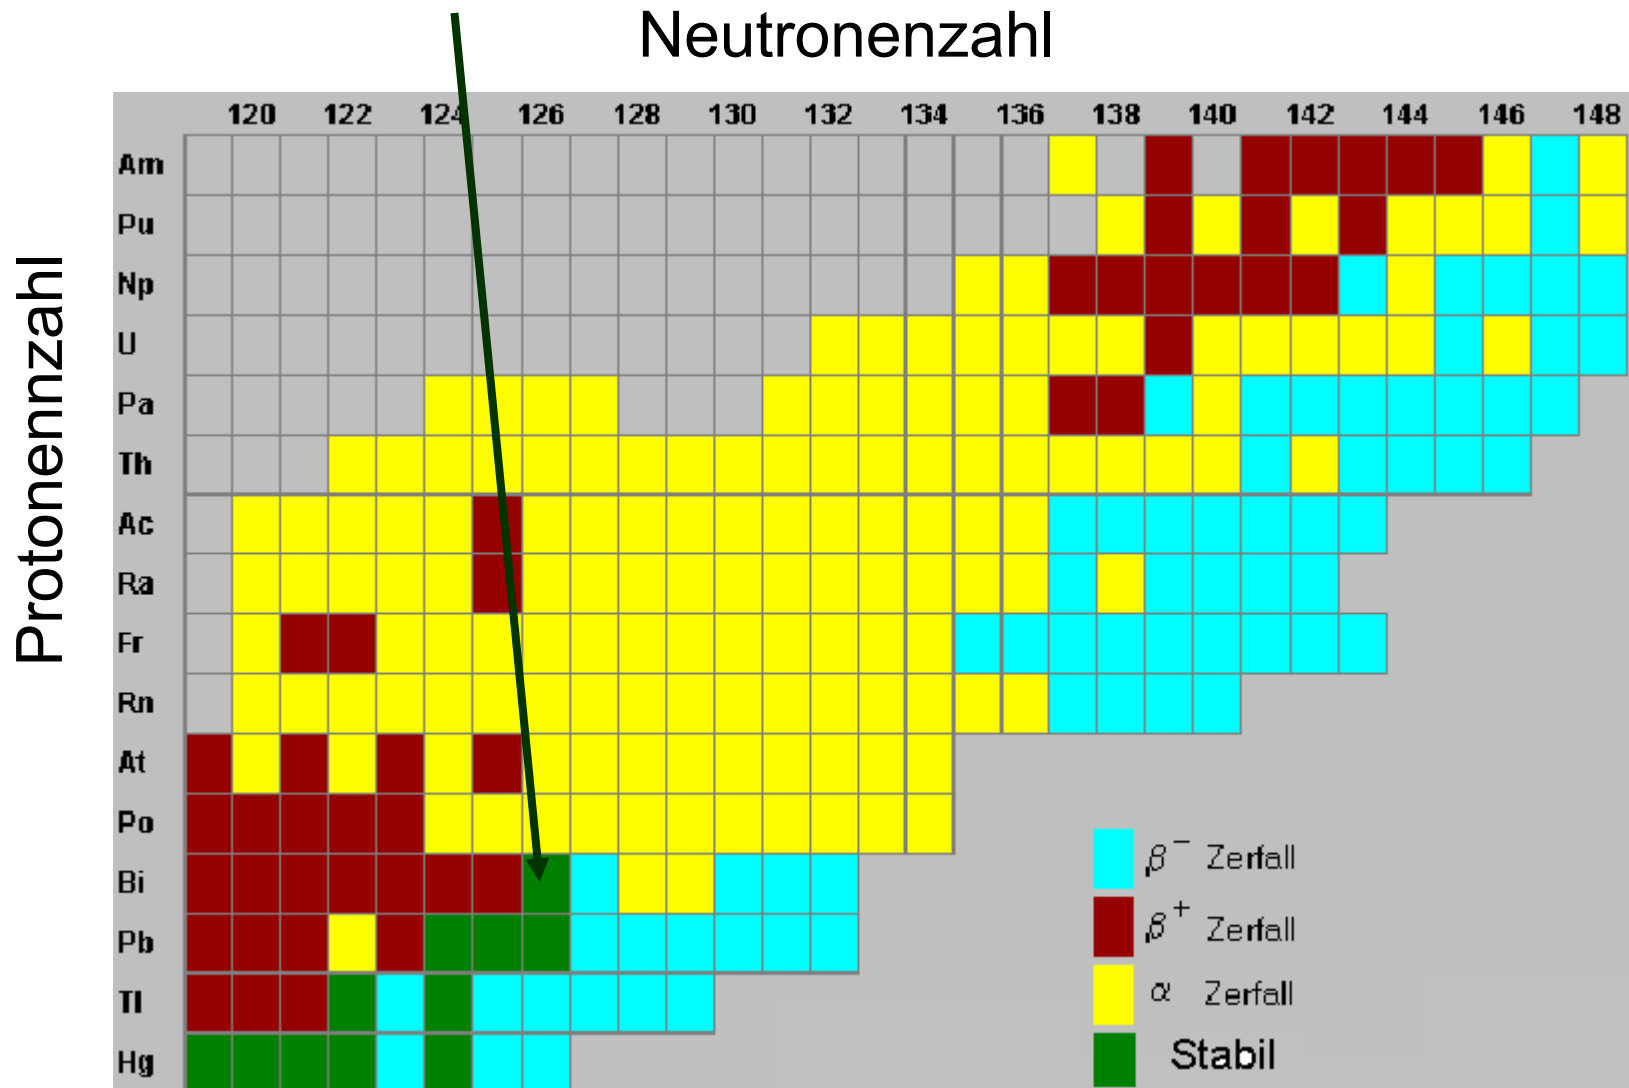 Neutronenzahl
120 122 124 126 128 130 132 134 136 138 140 142 144 146 148
Protonennzahl
Am
Pu
Np
U
Pa
Th
Ac
Ra
Fr
Rn
At
Po
Bi
Pb
Tl
Hg
β⁻ Zerfall
β⁺ Zerfall
α Zerfall
Stabil